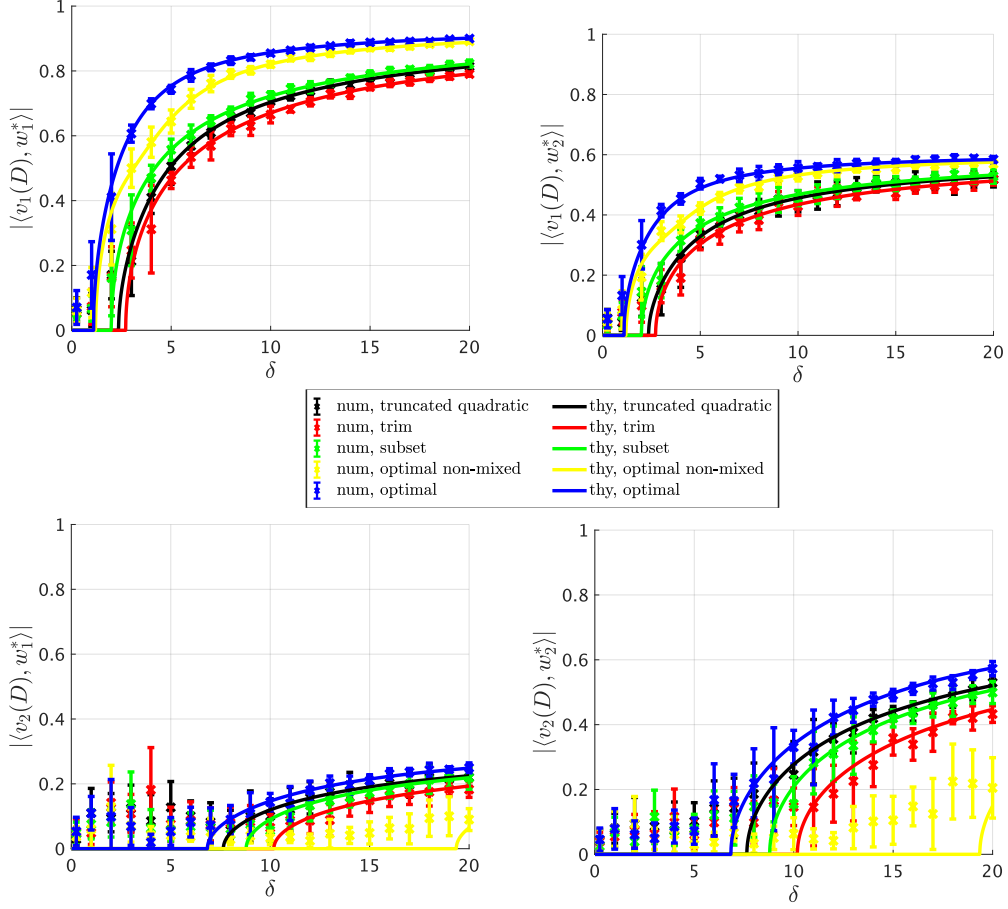 1
0.8
0.6
0.4
0.2
0
|⟨v₁(D), w₁*⟩|
0 5 10 15 20
δ
1
0.8
0.6
0.4
0.2
0
|⟨v₁(D), w₂*⟩|
0 5 10 15 20
δ
num, truncated quadratic thy, truncated quadratic
num, trim thy, trim
num, subset thy, subset
num, optimal non-mixed thy, optimal non-mixed
num, optimal thy, optimal
1
0.8
0.6
0.4
0.2
0
|⟨v₂(D), w₁*⟩|
0 5 10 15 20
δ
1
0.8
0.6
0.4
0.2
0
|⟨v₂(D), w₂*⟩|
0 5 10 15 20
δ